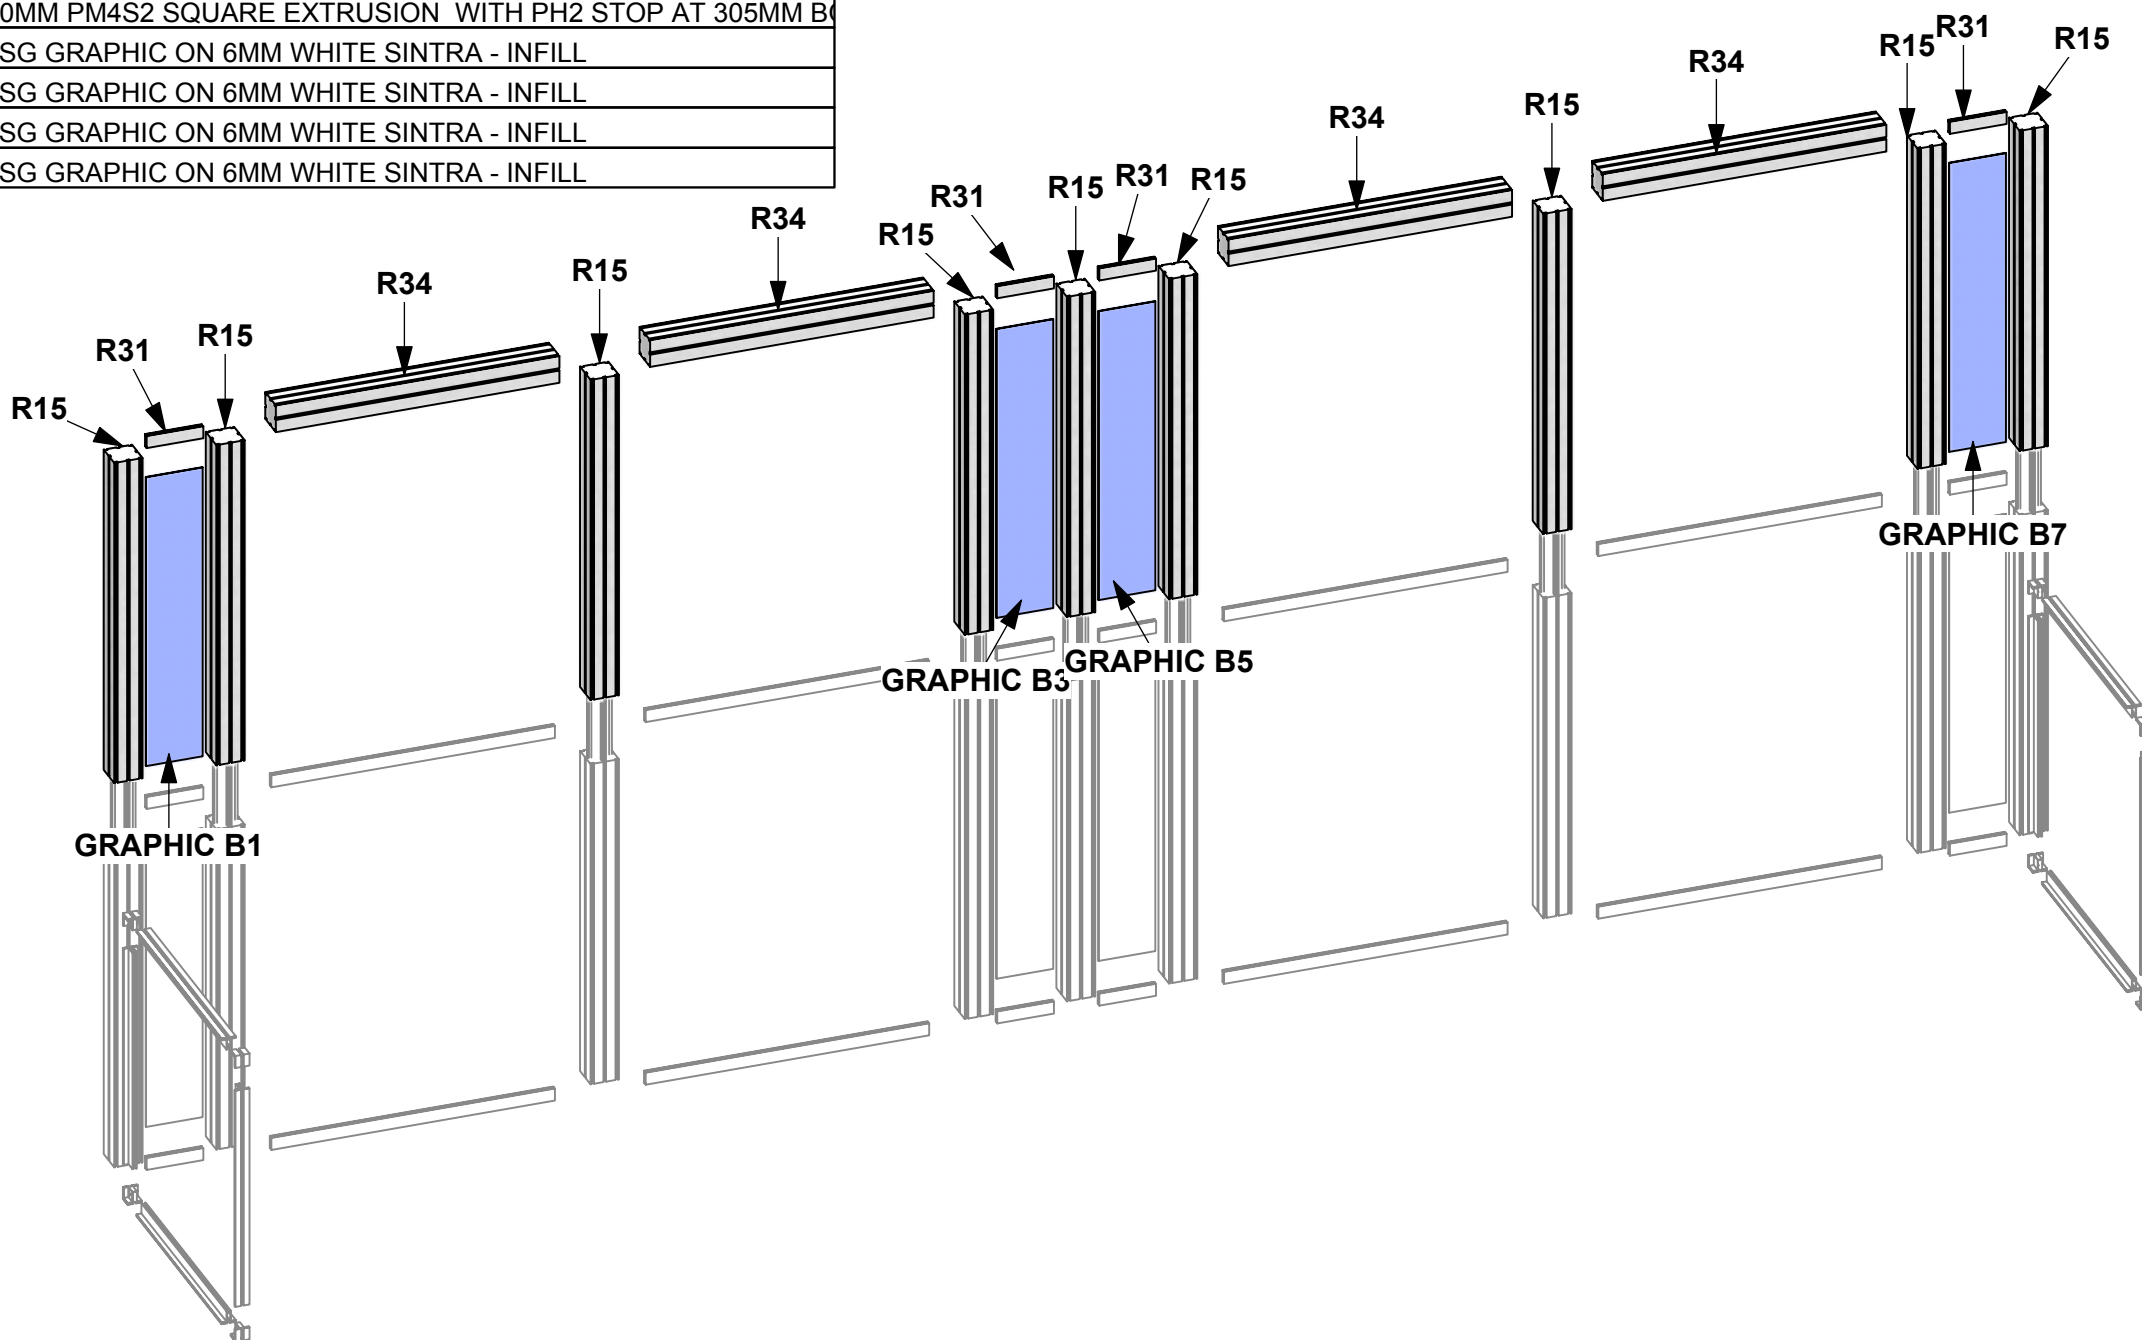 0MM PM4S2 SQUARE EXTRUSION WITH PH2 STOP AT 305MM
SG GRAPHIC ON 6MM WHITE SINTRA - INFILL
SG GRAPHIC ON 6MM WHITE SINTRA - INFILL
SG GRAPHIC ON 6MM WHITE SINTRA - INFILL
SG GRAPHIC ON 6MM WHITE SINTRA - INFILL
R15
R31
R15
R34
R15
R34
R15
R31
R15
R31
R15
R34
R15
R34
R15
R31
R15
GRAPHIC B1
GRAPHIC B3
GRAPHIC B5
GRAPHIC B7